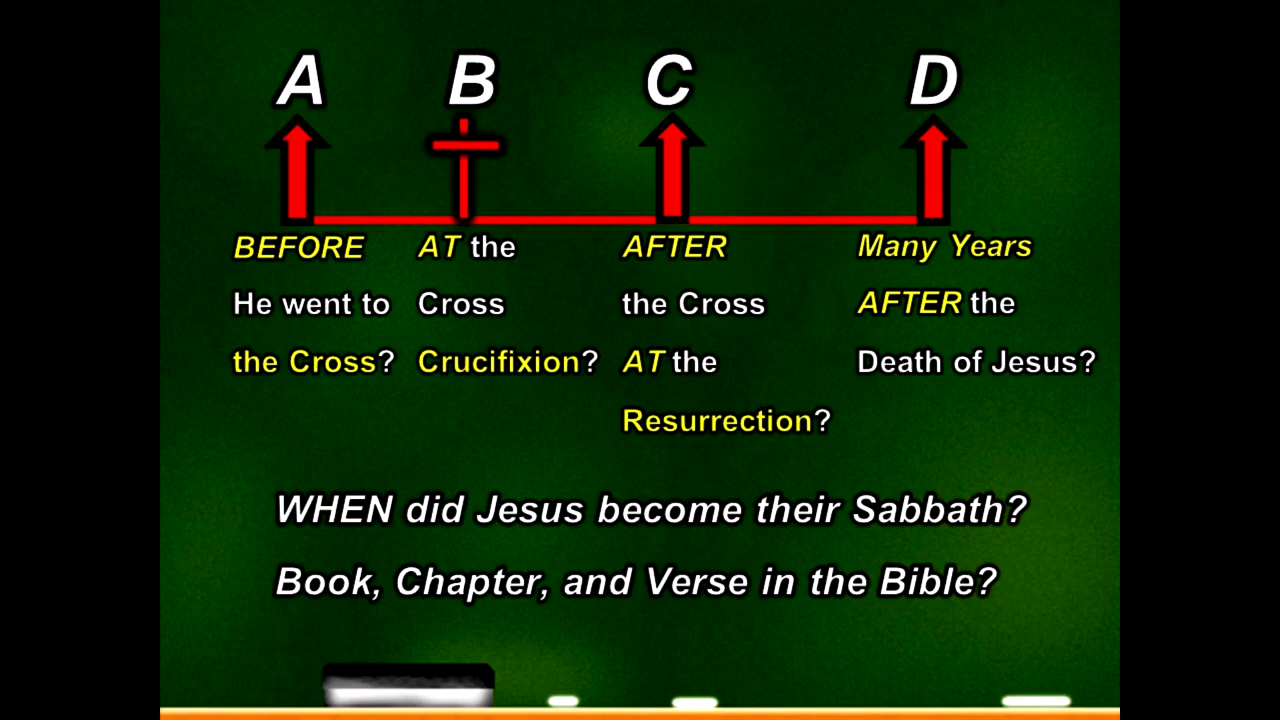 A B C D
BEFORE
He went to
the Cross?
AT the
Cross
Crucifixion?
AFTER
the Cross
AT the
Resurrection?
Many Years
AFTER the
Death of Jesus?
WHEN did Jesus become their Sabbath?
Book, Chapter, and Verse in the Bible?